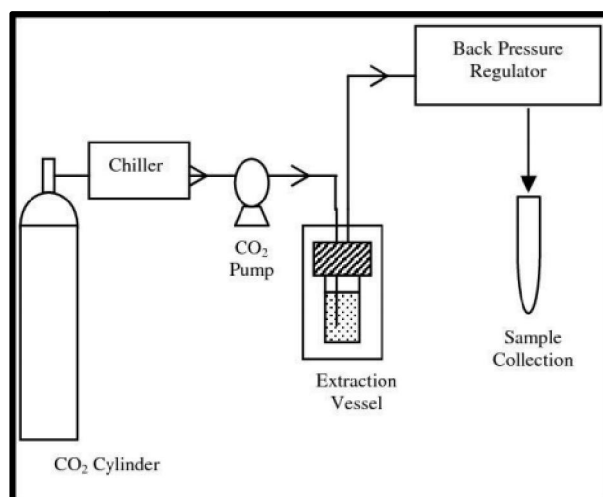 Back Pressure
Regulator
Chiller
CO₂
Pump
Extraction
Vessel
Sample
Collection
CO₂ Cylinder